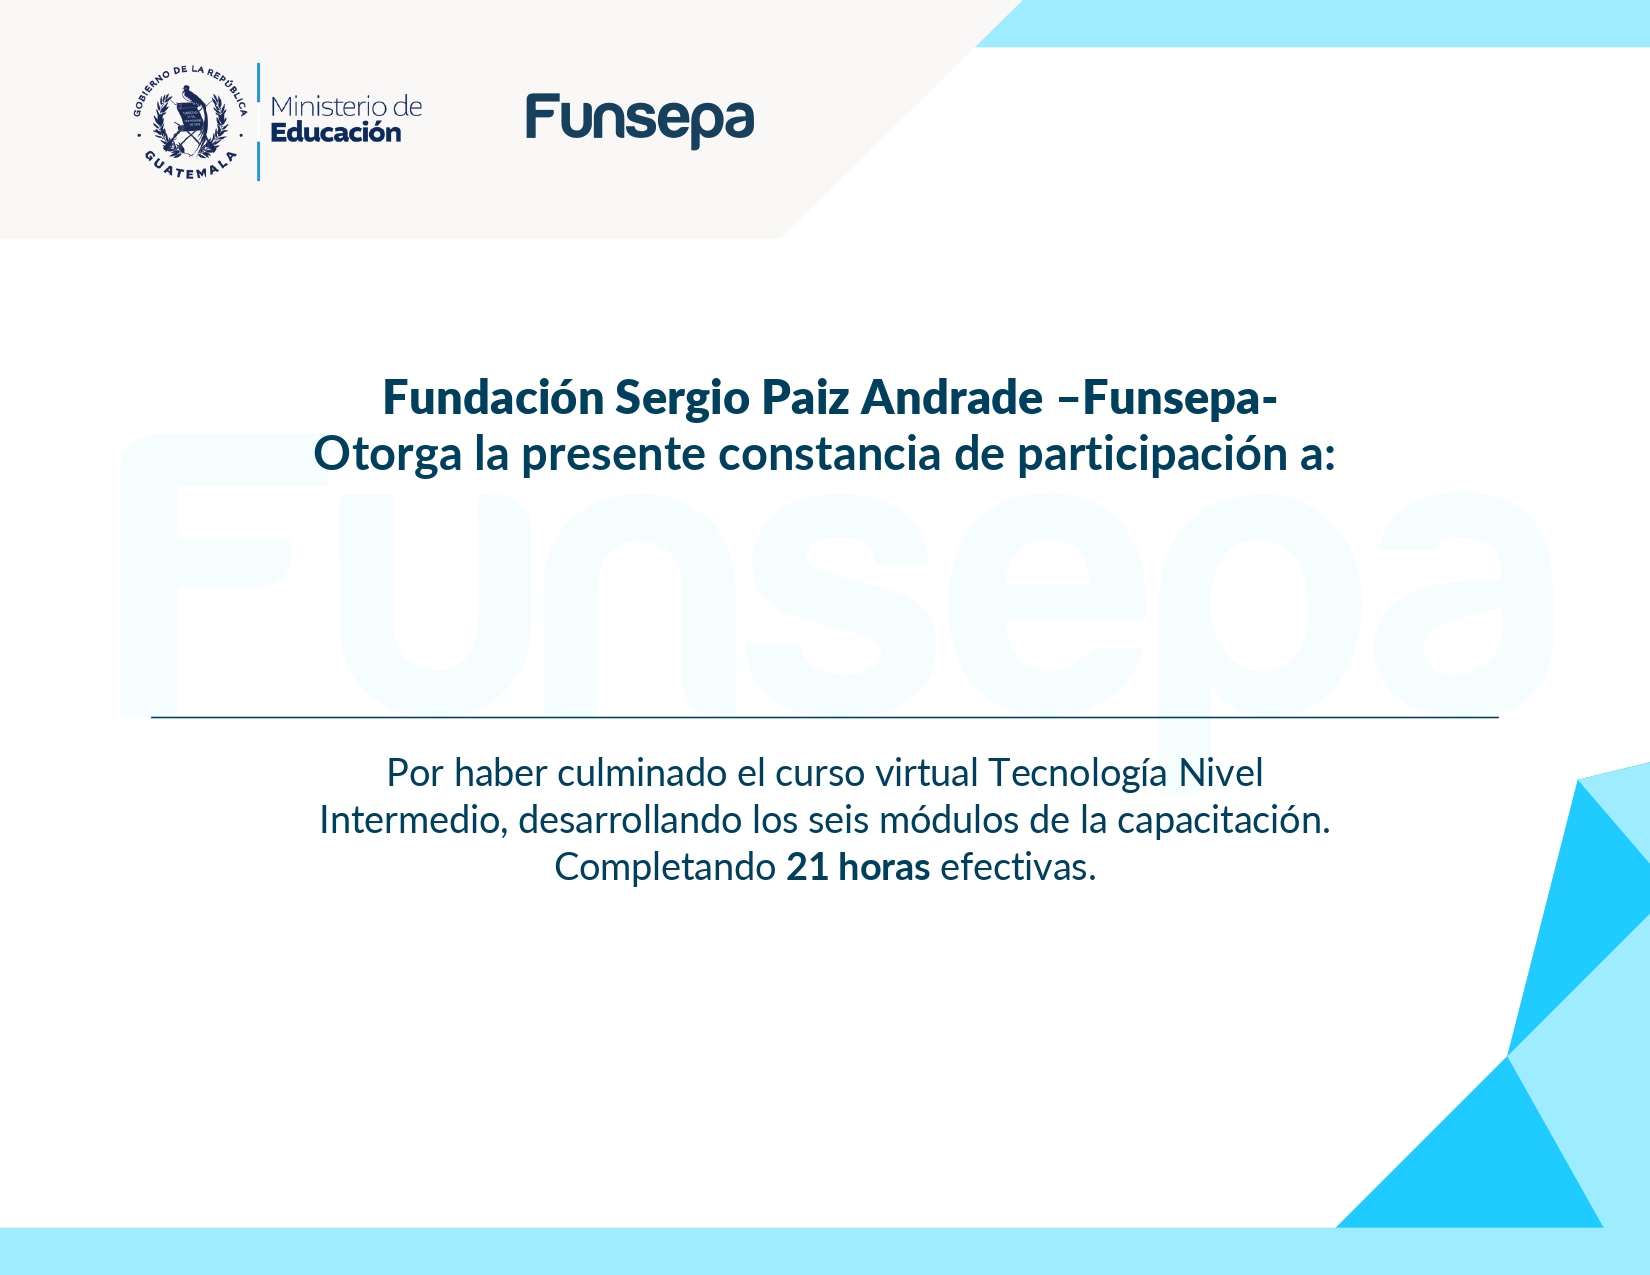 GOBIERNO DE LA REPÚBLICA
GUATEMALA
Ministerio de
Educación
Funsepa
Fundación Sergio Paiz Andrade –Funsepa-
Otorga la presente constancia de participación a:
Funsepa
Por haber culminado el curso virtual Tecnología Nivel
Intermedio, desarrollando los seis módulos de la capacitación.
Completando 21 horas efectivas.